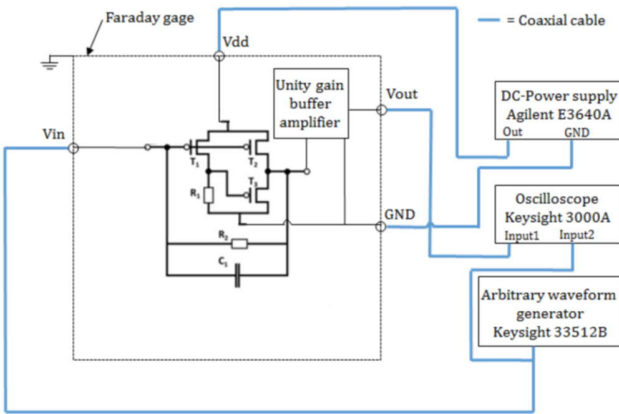 Faraday gage
= Coaxial cable
Vdd
Unity gain
buffer
amplifier
Vout
DC-Power supply
Agilent E3640A
Out GND
Vin
T1
T2
T3
R1
GND
Oscilloscope
Keysight 3000A
Input1 Input2
R2
C1
Arbitrary waveform
generator
Keysight 33512B